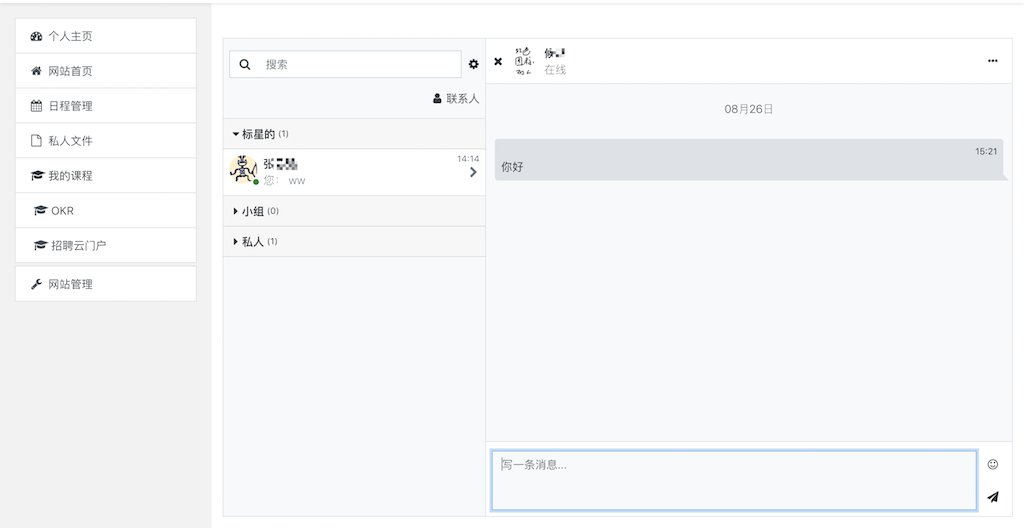 个人主页
网站首页
日程管理
私人文件
我的课程
OKR
招聘云门户
网站管理
搜索
联系人
标星的 (1)
张
14:14
您： ww
小组 (0)
私人 (1)
在线
08月26日
15:21
你好
写一条消息...